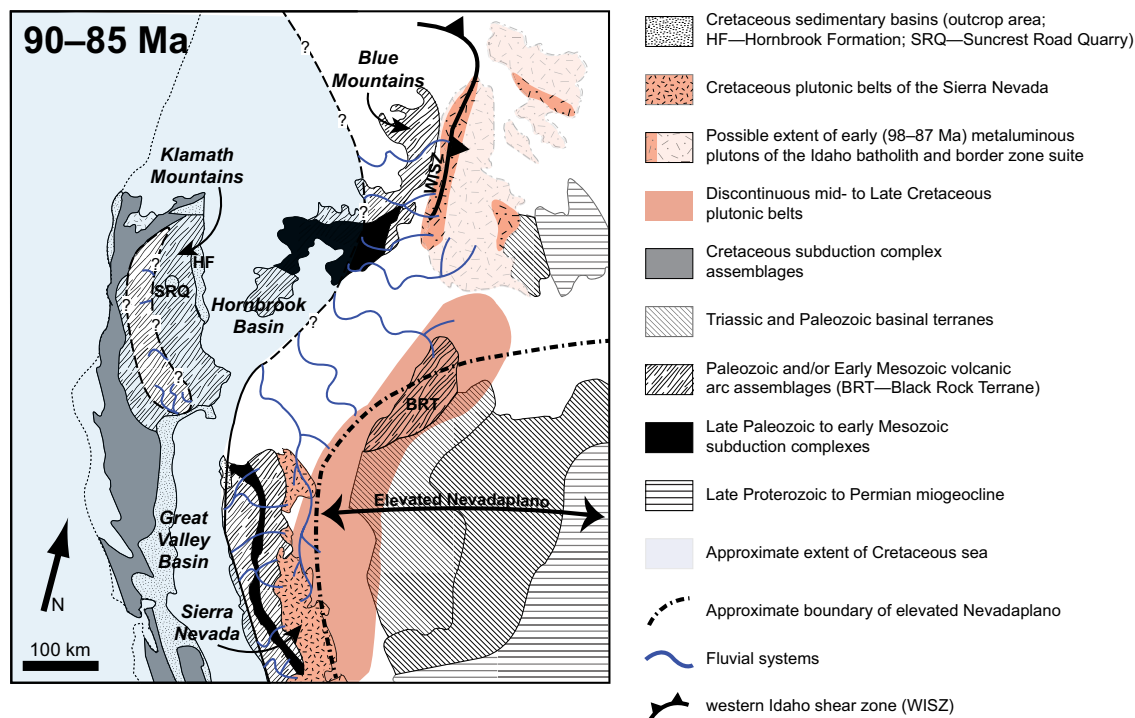 90–85 Ma
Blue
Mountains
Klamath
Mountains
WISZ
HF
SRQ
Hornbrook
Basin
BRT
Elevated Nevadaplano
Great
Valley
Basin
Sierra
Nevada
N
100 km
?
?
?
?
?
?
?
?
Cretaceous sedimentary basins (outcrop area;
HF—Hornbrook Formation; SRQ—Suncrest Road Quarry)
Cretaceous plutonic belts of the Sierra Nevada
Possible extent of early (98–87 Ma) metaluminous
plutons of the Idaho batholith and border zone suite
Discontinuous mid- to Late Cretaceous
plutonic belts
Cretaceous subduction complex
assemblages
Triassic and Paleozoic basinal terranes
Paleozoic and/or Early Mesozoic volcanic
arc assemblages (BRT—Black Rock Terrane)
Late Paleozoic to early Mesozoic
subduction complexes
Late Proterozoic to Permian miogeocline
Approximate extent of Cretaceous sea
Approximate boundary of elevated Nevadaplano
Fluvial systems
western Idaho shear zone (WISZ)